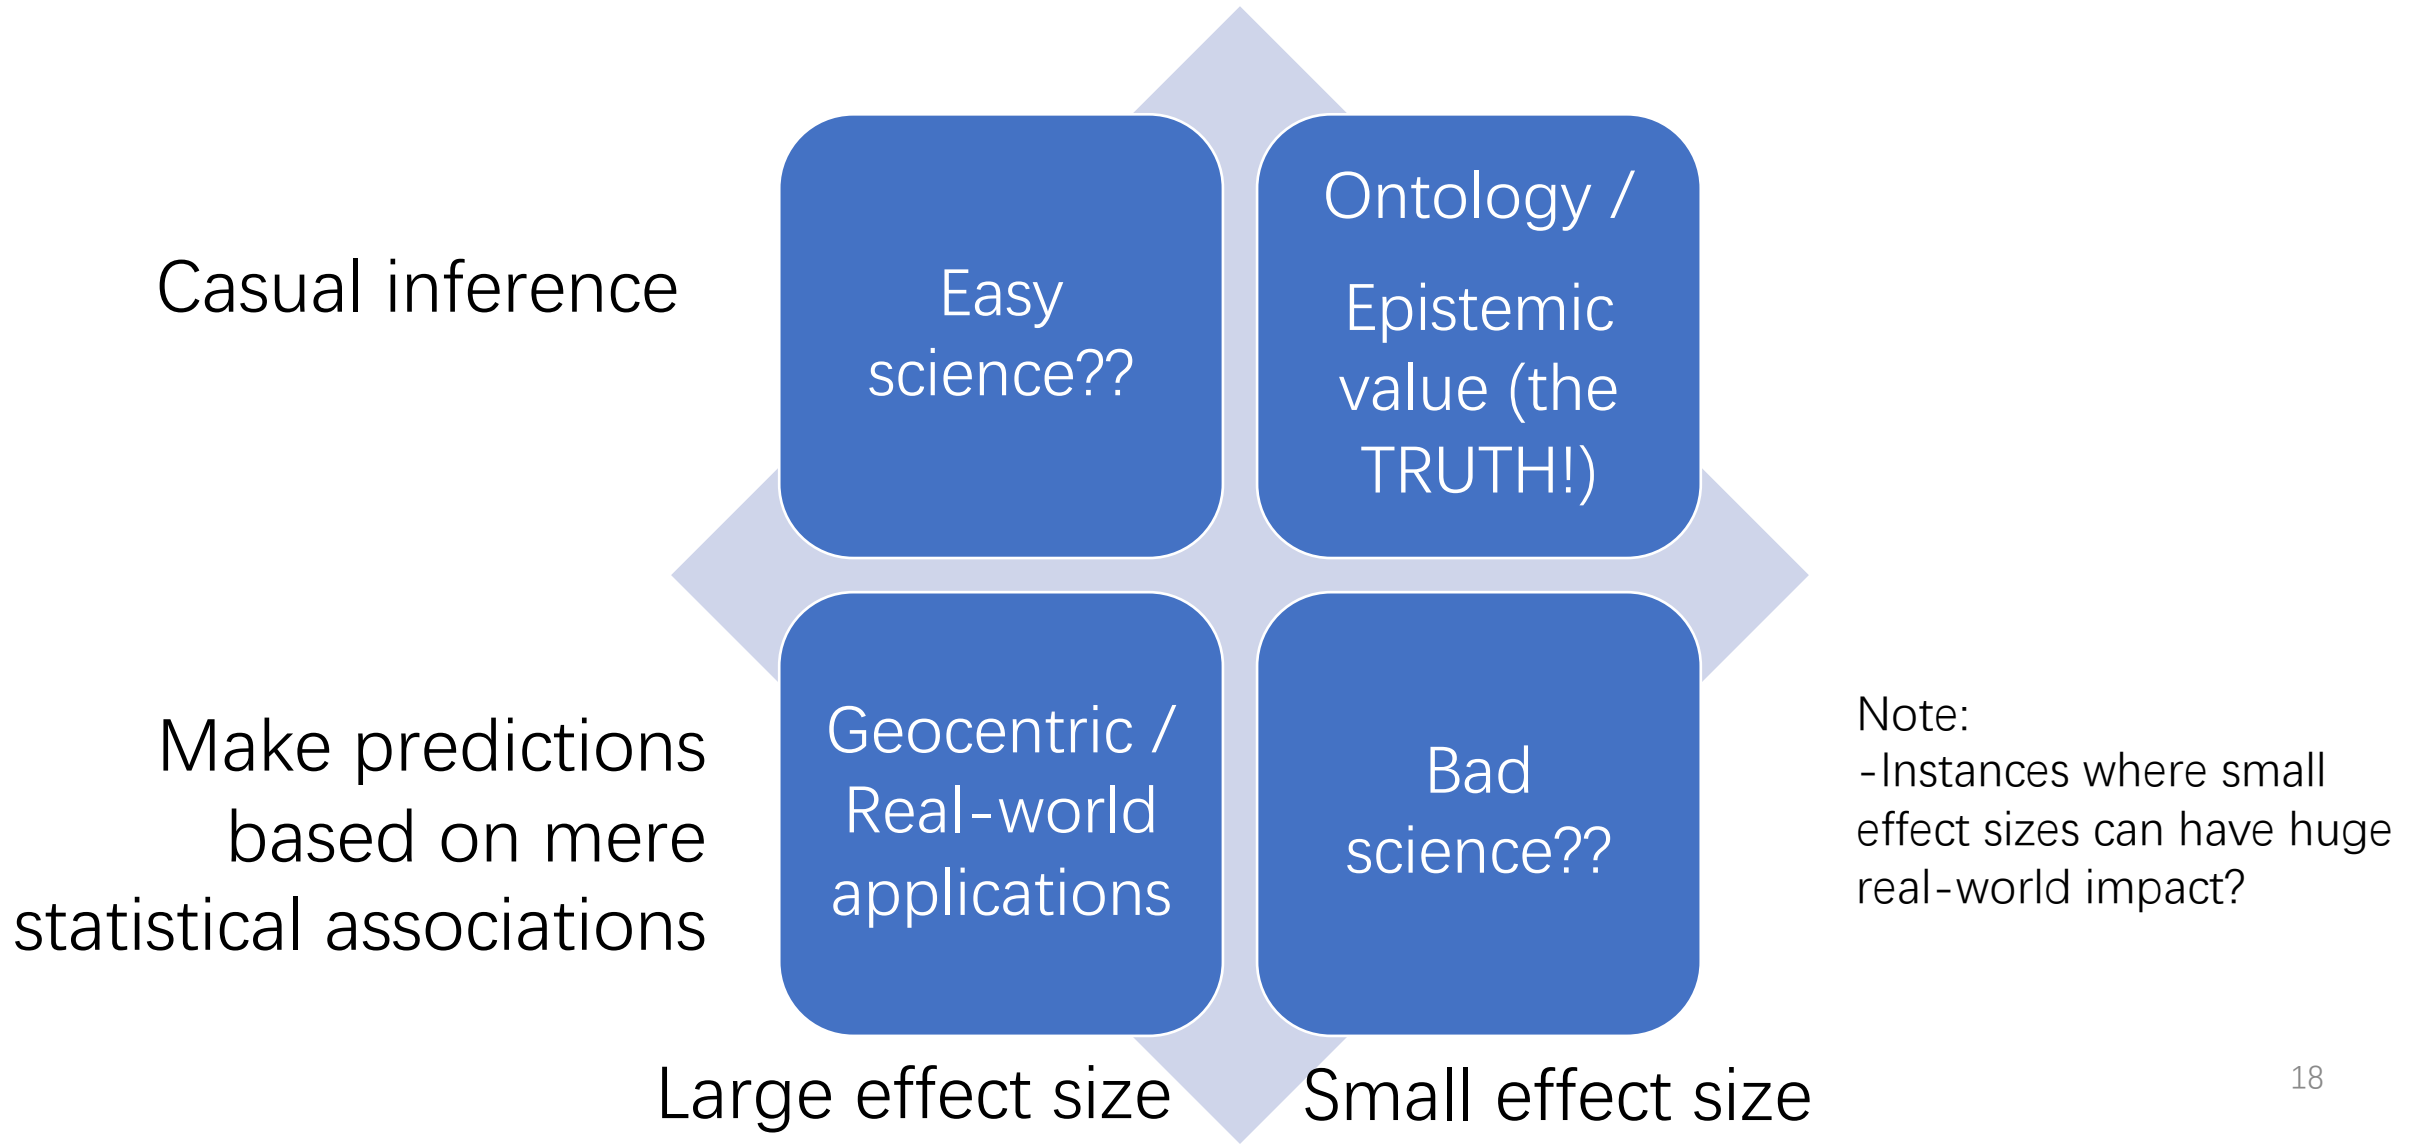 Casual inference
Easy
science??
Ontology /
Epistemic
value (the
TRUTH!)
Make predictions
based on mere
statistical associations
Geocentric /
Real-world
applications
Bad
science??
Note:
-Instances where small
effect sizes can have huge
real-world impact?
Large effect size
Small effect size
18